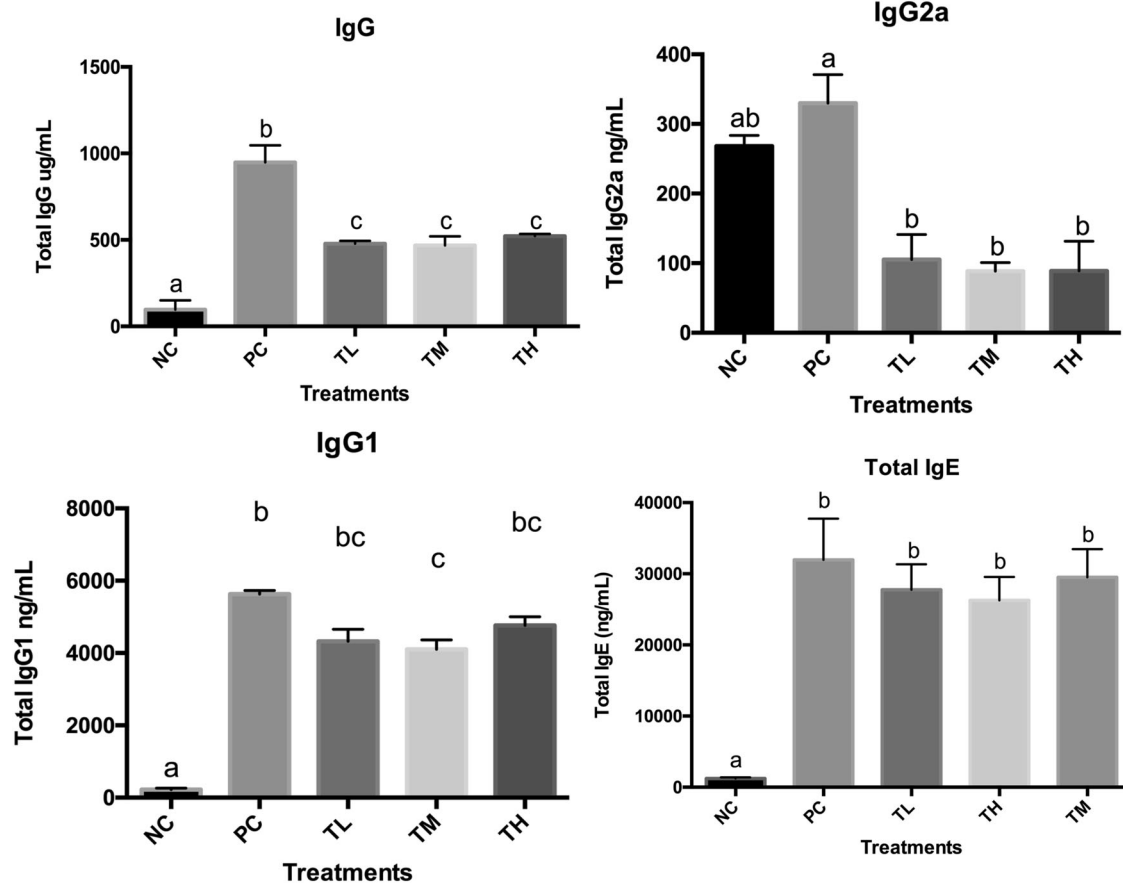 IgG
Total IgG ug/mL
1500
1000
500
0
a
b
c
c
c
NC
PC
TL
TM
TH
Treatments
IgG2a
Total IgG2a ng/mL
400
300
200
100
0
ab
a
b
b
b
NC
PC
TL
TM
TH
Treatments
IgG1
Total IgG1 ng/mL
8000
6000
4000
2000
0
a
b
bc
c
bc
NC
PC
TL
TM
TH
Treatments
Total IgE
Total IgE (ng/mL)
40000
30000
20000
10000
0
a
b
b
b
b
NC
PC
TL
TH
TM
Treatments